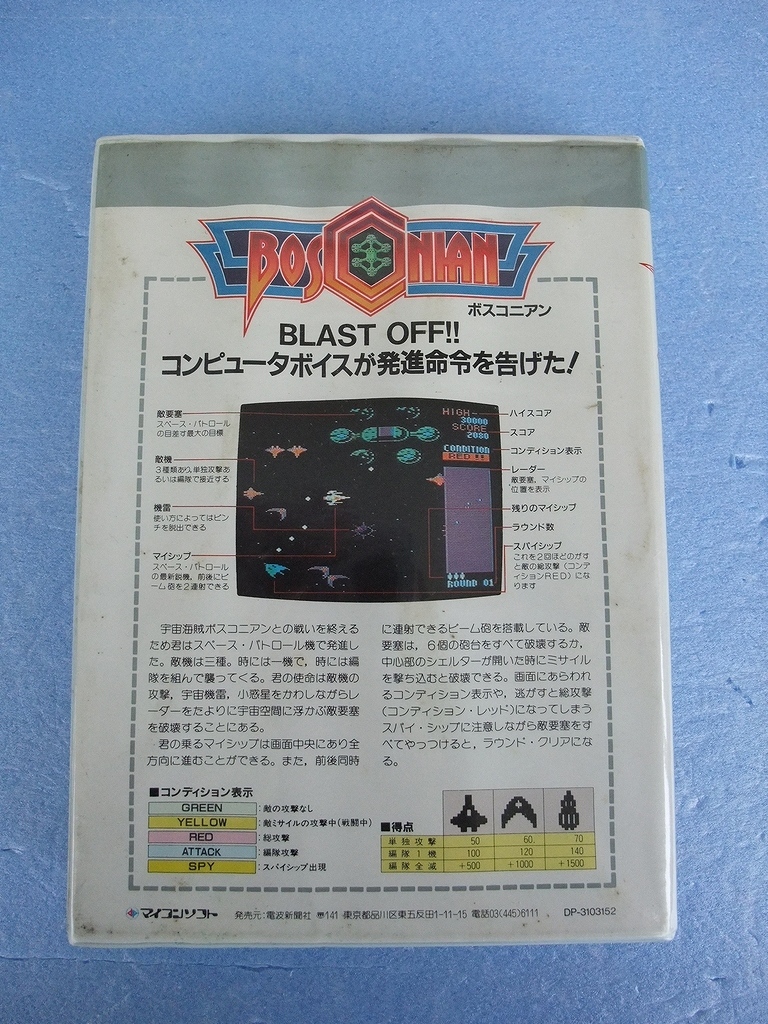 BOSCONIAN
ボスコニアン
BLAST OFF!!
コンピュータボイスが発進命令を告げた!
敵要塞
スペース・パトロール
の目差す最大の目標
敵機
3種類あり,単独攻撃あ
るいは編隊で接近する
機雷
使い方によってはピン
チを脱出できる
マイシップ
スペース・パトロール
の最新鋭機。前後にビ
ーム砲を2連射できる
HIGH-
30000
SCORE
2080
CONDITION
RED !!
ROUND 01
ハイスコア
スコア
コンディション表示
レーダー
敵要塞,マイシップの
位置を表示
残りのマイシップ
ラウンド数
スパイシップ
これを2回ほどのがす
と敵の総攻撃(コンデ
ィションRED)にな
ります
宇宙海賊ボスコニアンとの戦いを終える
ため君はスペース・パトロール機で発進し
た。敵機は三種。時には一機で,時には編
隊を組んで襲ってくる。君の使命は敵機の
攻撃,宇宙機雷,小惑星をかわしながらレ
ーダーをたよりに宇宙空間に浮かぶ敵要塞
を破壊することにある。
君の乗るマイシップは画面中央にあり全
方向に進むことができる。また,前後同時
に連射できるビーム砲を搭載している。敵
要塞は,6個の砲台をすべて破壊するか,
中心部のシェルターが開いた時にミサイル
を撃ち込むと破壊できる。画面にあらわれ
るコンディション表示や,逃がすと総攻撃
(コンディション・レッド)になってしまう
スパイ・シップに注意しながら敵要塞をす
べてやっつけると,ラウンド・クリアにな
る。
■コンディション表示
GREEN :敵の攻撃なし
YELLOW :敵ミサイルの攻撃中(戦闘中)
RED :総攻撃
ATTACK :編隊攻撃
SPY :スパイシップ出現
■得点
単独攻撃 50 60 70
編隊1機 100 120 140
編隊全滅 +500 +1000 +1500
マイコンソフト 発売元:電波新聞社 〒141 東京都品川区東五反田1-11-15 電話03(445)6111 DP-3103152